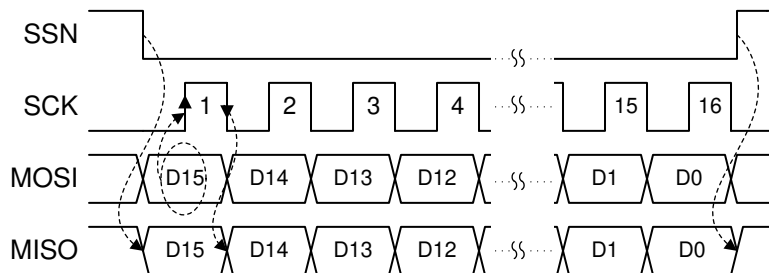 SSN
SCK 1 2 3 4 15 16
MOSI D15 D14 D13 D12 D1 D0
MISO D15 D14 D13 D12 D1 D0